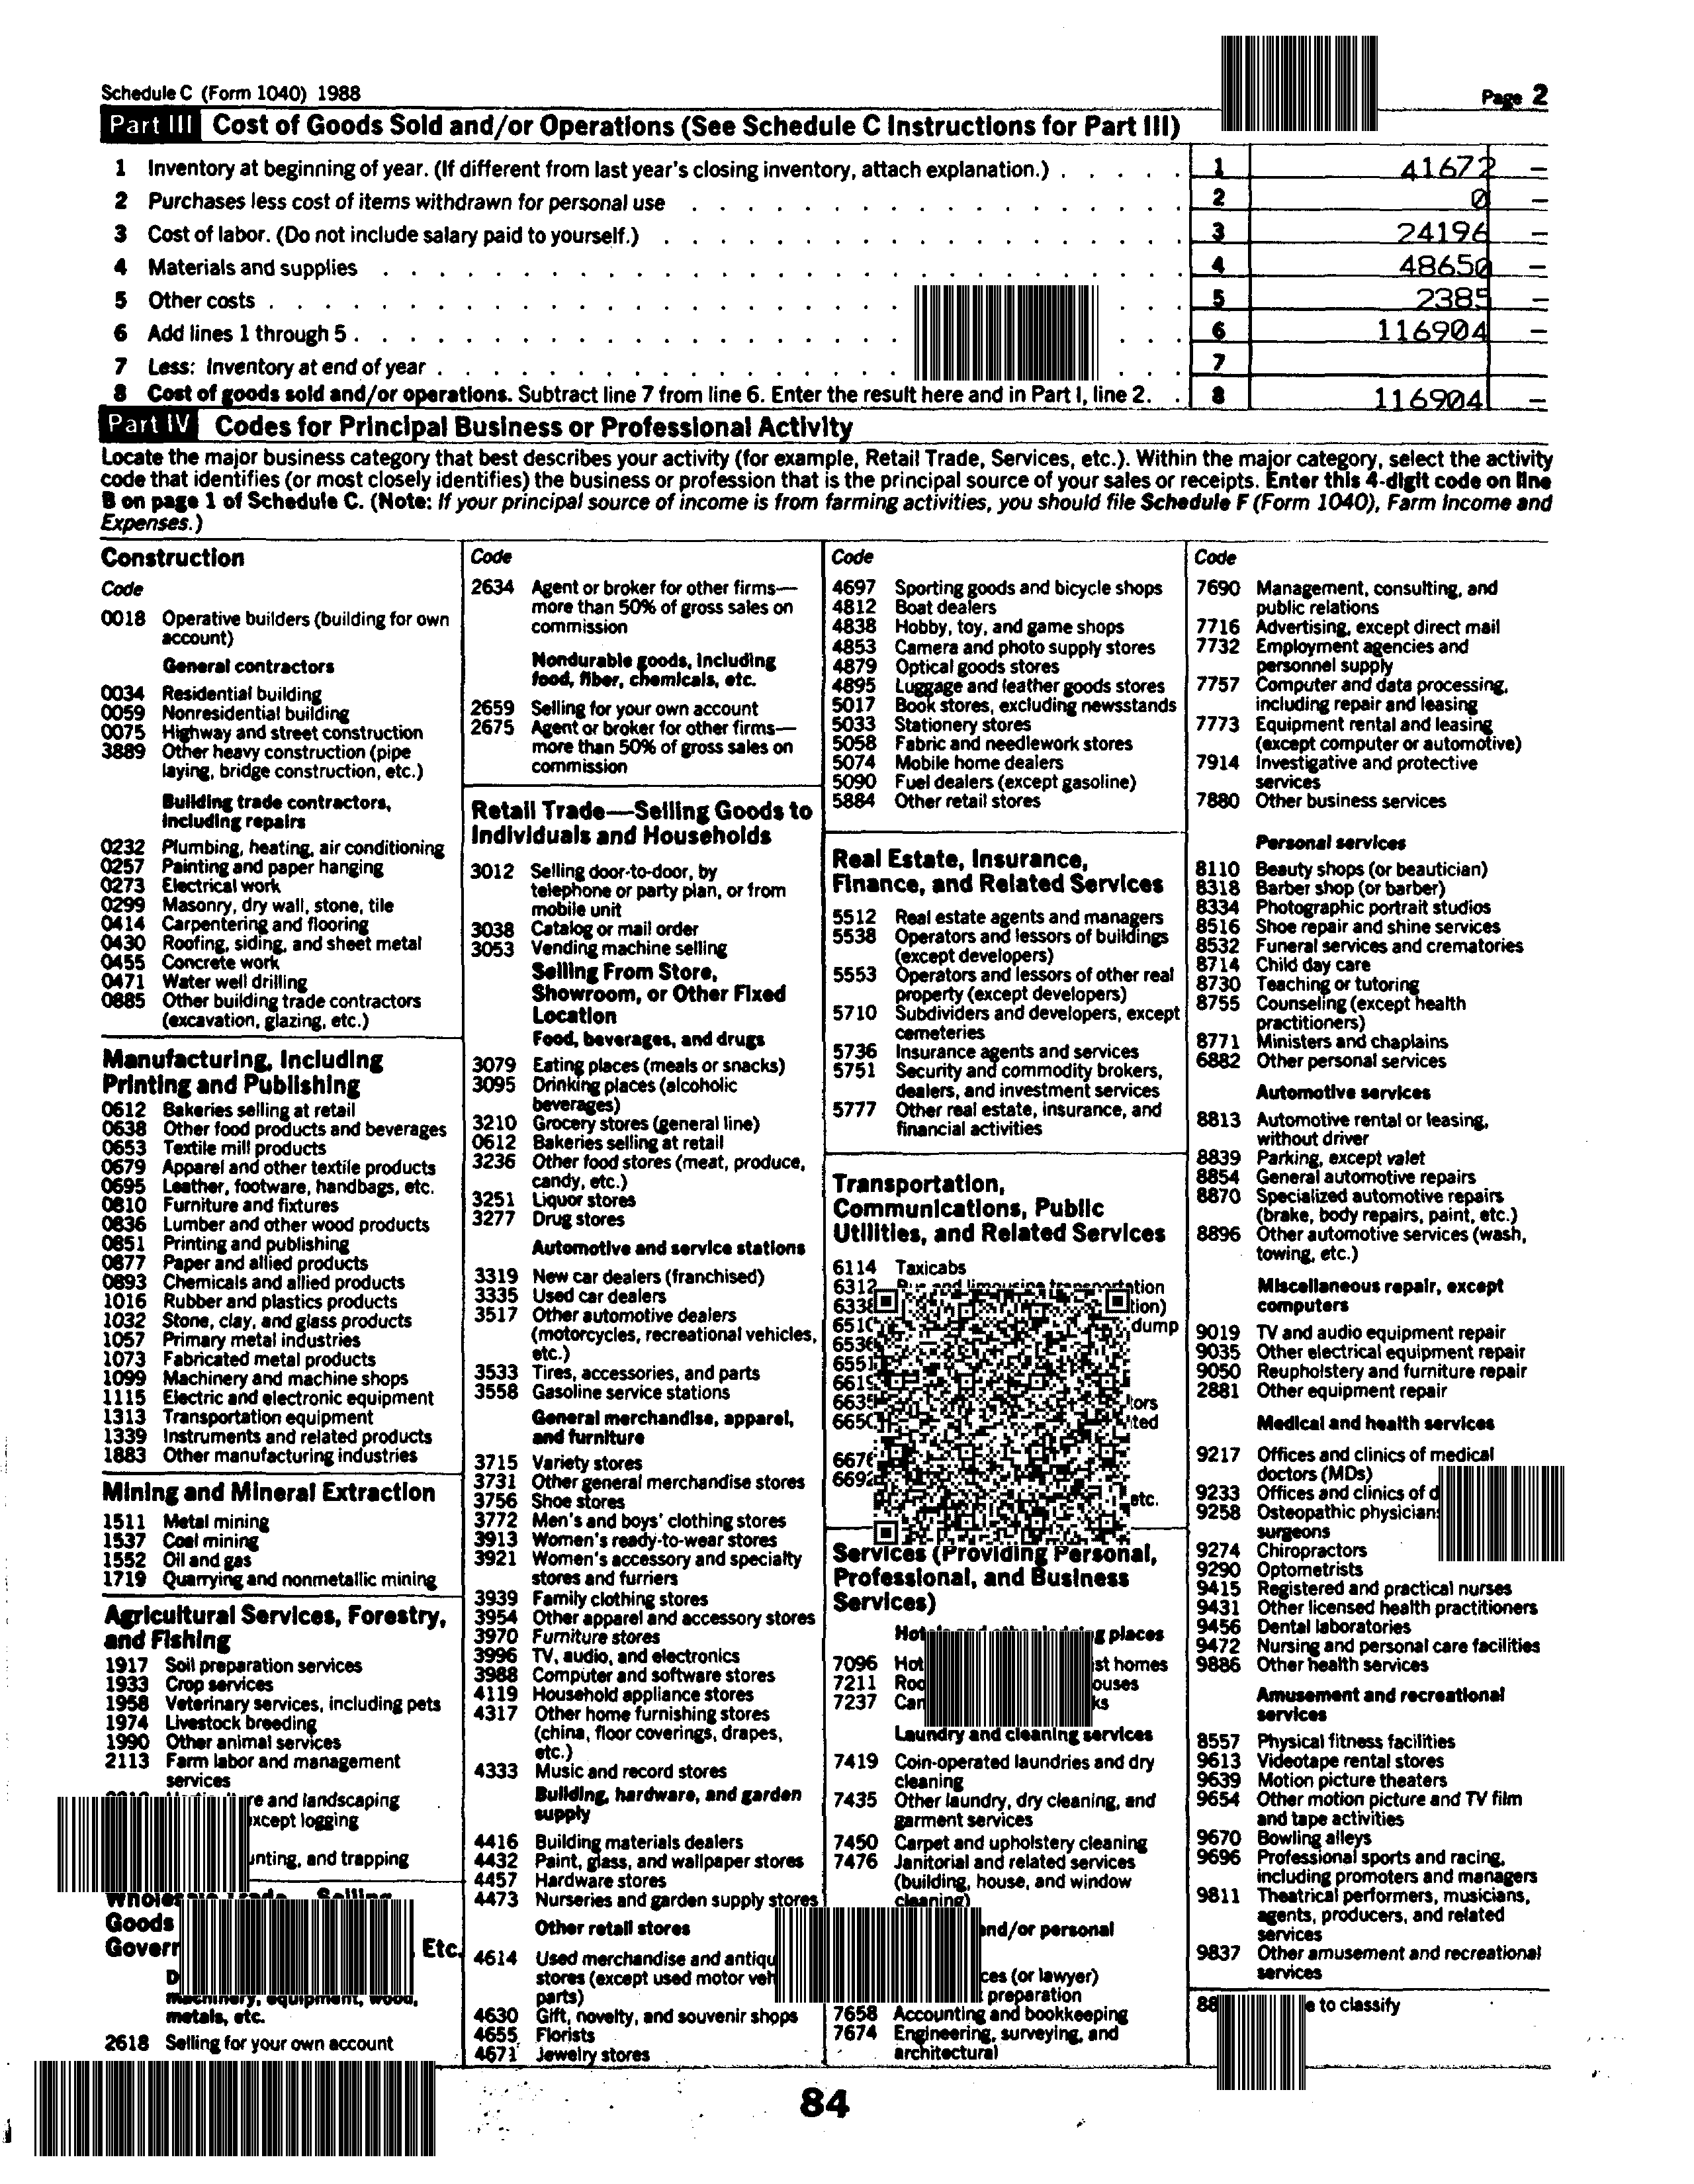 Schedule C (Form 1040) 1988
Page 2
Part III Cost of Goods Sold and/or Operations (See Schedule C Instructions for Part III)
1 Inventory at beginning of year. (If different from last year's closing inventory, attach explanation.) . . . . . 1 41672 —
2 Purchases less cost of items withdrawn for personal use 2 0 —
3 Cost of labor. (Do not include salary paid to yourself.) 3 24196 —
4 Materials and supplies 4 48650 —
5 Other costs 5 2385 —
6 Add lines 1 through 5 6 116904 —
7 Less: Inventory at end of year 7
8 Cost of goods sold and/or operations. Subtract line 7 from line 6. Enter the result here and in Part I, line 2. . 8 116904 —
Part IV Codes for Principal Business or Professional Activity
Locate the major business category that best describes your activity (for example, Retail Trade, Services, etc.). Within the major category, select the activity
code that identifies (or most closely identifies) the business or profession that is the principal source of your sales or receipts. Enter this 4-digit code on line
B on page 1 of Schedule C. (Note: If your principal source of income is from farming activities, you should file Schedule F (Form 1040), Farm Income and
Expenses.)
Construction
Code
0018 Operative builders (building for own
account)
General contractors
0034 Residential building
0059 Nonresidential building
0075 Highway and street construction
3889 Other heavy construction (pipe
laying, bridge construction, etc.)
Building trade contractors,
including repairs
0232 Plumbing, heating, air conditioning
0257 Painting and paper hanging
0273 Electrical work
0299 Masonry, dry wall, stone, tile
0414 Carpentering and flooring
0430 Roofing, siding, and sheet metal
0455 Concrete work
0471 Water well drilling
0885 Other building trade contractors
(excavation, glazing, etc.)
Manufacturing, Including
Printing and Publishing
0612 Bakeries selling at retail
0638 Other food products and beverages
0653 Textile mill products
0679 Apparel and other textile products
0695 Leather, footware, handbags, etc.
0810 Furniture and fixtures
0836 Lumber and other wood products
0851 Printing and publishing
0877 Paper and allied products
0893 Chemicals and allied products
1016 Rubber and plastics products
1032 Stone, clay, and glass products
1057 Primary metal industries
1073 Fabricated metal products
1099 Machinery and machine shops
1115 Electric and electronic equipment
1313 Transportation equipment
1339 Instruments and related products
1883 Other manufacturing industries
Mining and Mineral Extraction
1511 Metal mining
1537 Coal mining
1552 Oil and gas
1719 Quarrying and nonmetallic mining
Agricultural Services, Forestry,
and Fishing
1917 Soil preparation services
1933 Crop services
1958 Veterinary services, including pets
1974 Livestock breeding
1990 Other animal services
2113 Farm labor and management
services
and landscaping
except logging
and trapping
Goods
Etc.
machinery, equipment, wood,
metals, etc.
2618 Selling for your own account
Code
2634 Agent or broker for other firms—
more than 50% of gross sales on
commission
Nondurable goods, including
food, fiber, chemicals, etc.
2659 Selling for your own account
2675 Agent or broker for other firms—
more than 50% of gross sales on
commission
Retail Trade—Selling Goods to
Individuals and Households
3012 Selling door-to-door, by
telephone or party plan, or from
mobile unit
3038 Catalog or mail order
3053 Vending machine selling
Selling From Store,
Showroom, or Other Fixed
Location
Food, beverages, and drugs
3079 Eating places (meals or snacks)
3095 Drinking places (alcoholic
beverages)
3210 Grocery stores (general line)
0612 Bakeries selling at retail
3236 Other food stores (meat, produce,
candy, etc.)
3251 Liquor stores
3277 Drug stores
Automotive and service stations
3319 New car dealers (franchised)
3335 Used car dealers
3517 Other automotive dealers
(motorcycles, recreational vehicles,
etc.)
3533 Tires, accessories, and parts
3558 Gasoline service stations
General merchandise, apparel,
and furniture
3715 Variety stores
3731 Other general merchandise stores
3756 Shoe stores
3772 Men's and boys' clothing stores
3913 Women's ready-to-wear stores
3921 Women's accessory and specialty
stores and furriers
3939 Family clothing stores
3954 Other apparel and accessory stores
3970 Furniture stores
3996 TV, audio, and electronics
3988 Computer and software stores
4119 Household appliance stores
4317 Other home furnishing stores
(china, floor coverings, drapes,
etc.)
4333 Music and record stores
Building, hardware, and garden
supply
4416 Building materials dealers
4432 Paint, glass, and wallpaper stores
4457 Hardware stores
4473 Nurseries and garden supply stores
Other retail stores
4614 Used merchandise and
stores (except used motor
parts)
4630 Gift, novelty, and souvenir shops
4655 Florists
4671 Jewelry stores
Code
4697 Sporting goods and bicycle shops
4812 Boat dealers
4838 Hobby, toy, and game shops
4853 Camera and photo supply stores
4879 Optical goods stores
4895 Luggage and leather goods stores
5017 Book stores, excluding newsstands
5033 Stationery stores
5058 Fabric and needlework stores
5074 Mobile home dealers
5090 Fuel dealers (except gasoline)
5884 Other retail stores
Real Estate, Insurance,
Finance, and Related Services
5512 Real estate agents and managers
5538 Operators and lessors of buildings
(except developers)
5553 Operators and lessors of other real
property (except developers)
5710 Subdividers and developers, except
cemeteries
5736 Insurance agents and services
5751 Security and commodity brokers,
dealers, and investment services
5777 Other real estate, insurance, and
financial activities
Transportation,
Communications, Public
Utilities, and Related Services
6114 Taxicabs
6312 Bus and limousine transportation
dump
etc.
Services (Providing Personal,
Professional, and Business
Services)
places
7096 homes
7211
7237
Laundry and cleaning services
7419 Coin-operated laundries and dry
cleaning
7435 Other laundry, dry cleaning, and
garment services
7450 Carpet and upholstery cleaning
7476 Janitorial and related services
(building, house, and window
cleaning)
and/or personal
(or lawyer)
preparation
7658 Accounting and bookkeeping
7674 Engineering, surveying, and
architectural
Code
7690 Management, consulting, and
public relations
7716 Advertising, except direct mail
7732 Employment agencies and
personnel supply
7757 Computer and data processing,
including repair and leasing
7773 Equipment rental and leasing
(except computer or automotive)
7914 Investigative and protective
services
7880 Other business services
Personal services
8110 Beauty shops (or beautician)
8318 Barber shop (or barber)
8334 Photographic portrait studios
8516 Shoe repair and shine services
8532 Funeral services and crematories
8714 Child day care
8730 Teaching or tutoring
8755 Counseling (except health
practitioners)
8771 Ministers and chaplains
6882 Other personal services
Automotive services
8813 Automotive rental or leasing,
without driver
8839 Parking, except valet
8854 General automotive repairs
8870 Specialized automotive repairs
(brake, body repairs, paint, etc.)
8896 Other automotive services (wash,
towing, etc.)
Miscellaneous repair, except
computers
9019 TV and audio equipment repair
9035 Other electrical equipment repair
9050 Reupholstery and furniture repair
2881 Other equipment repair
Medical and health services
9217 Offices and clinics of medical
doctors (MDs)
9233 Offices and clinics of
9258 Osteopathic
surgeons
9274 Chiropractors
9290 Optometrists
9415 Registered and practical nurses
9431 Other licensed health practitioners
9456 Dental laboratories
9472 Nursing and personal care facilities
9886 Other health services
Amusement and recreational
services
8557 Physical fitness facilities
9613 Videotape rental stores
9639 Motion picture theaters
9654 Other motion picture and TV film
and tape activities
9670 Bowling alleys
9696 Professional sports and racing,
including promoters and managers
9811 Theatrical performers, musicians,
agents, producers, and related
services
9837 Other amusement and recreational
services
to classify
84